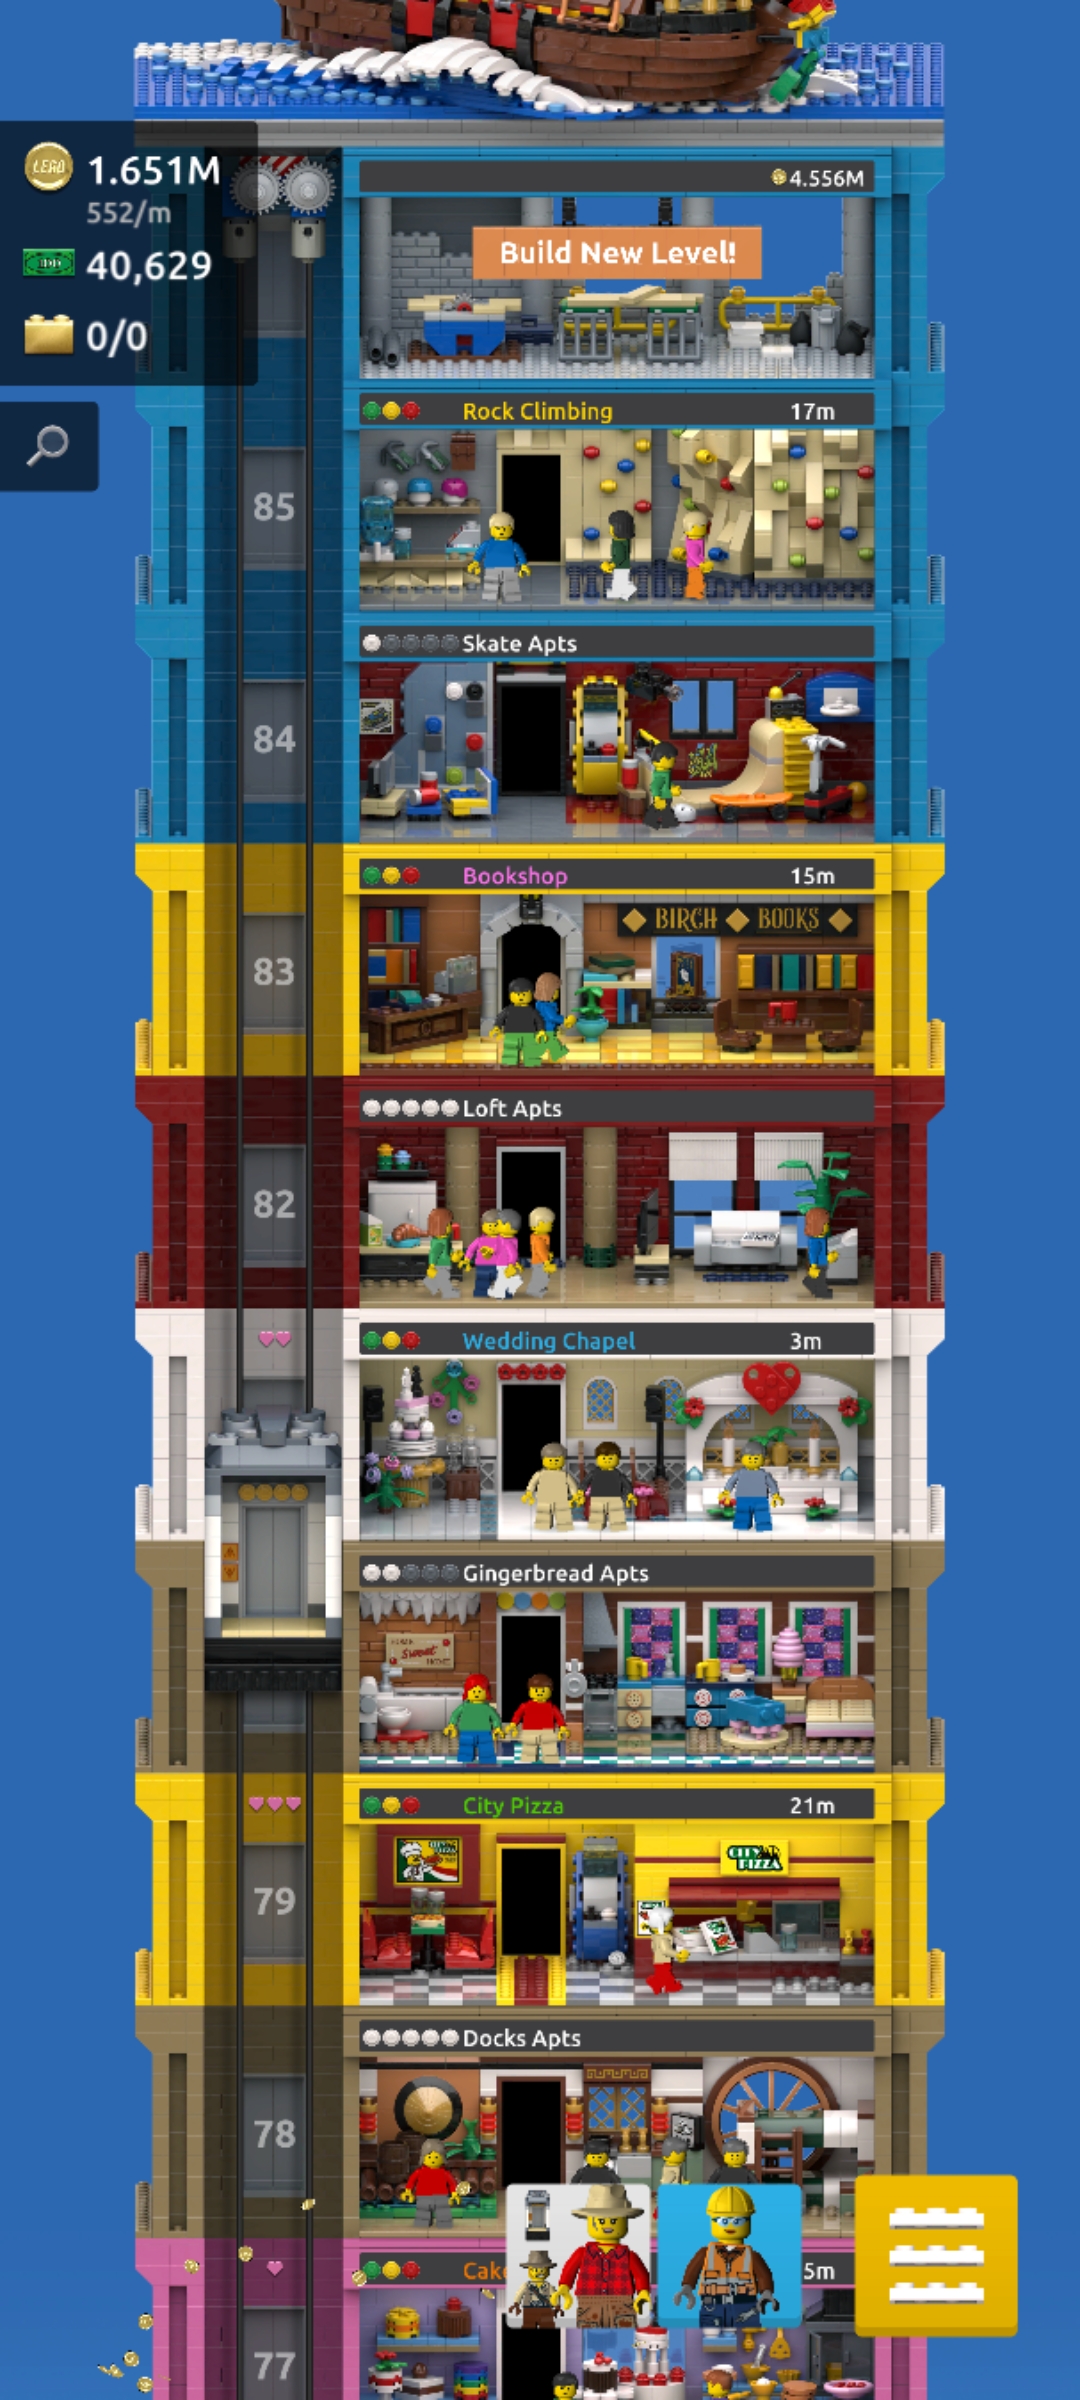 LEGO
1.651M
552/m
40,629
0/0
4.556M
Build New Level!
Rock Climbing 17m
85
Skate Apts
84
Bookshop 15m
BIRCH BOOKS
83
Loft Apts
82
Wedding Chapel 3m
Gingerbread Apts
Sweet
City Pizza 21m
CITY PIZZA
79
Docks Apts
78
Cak 5m
77